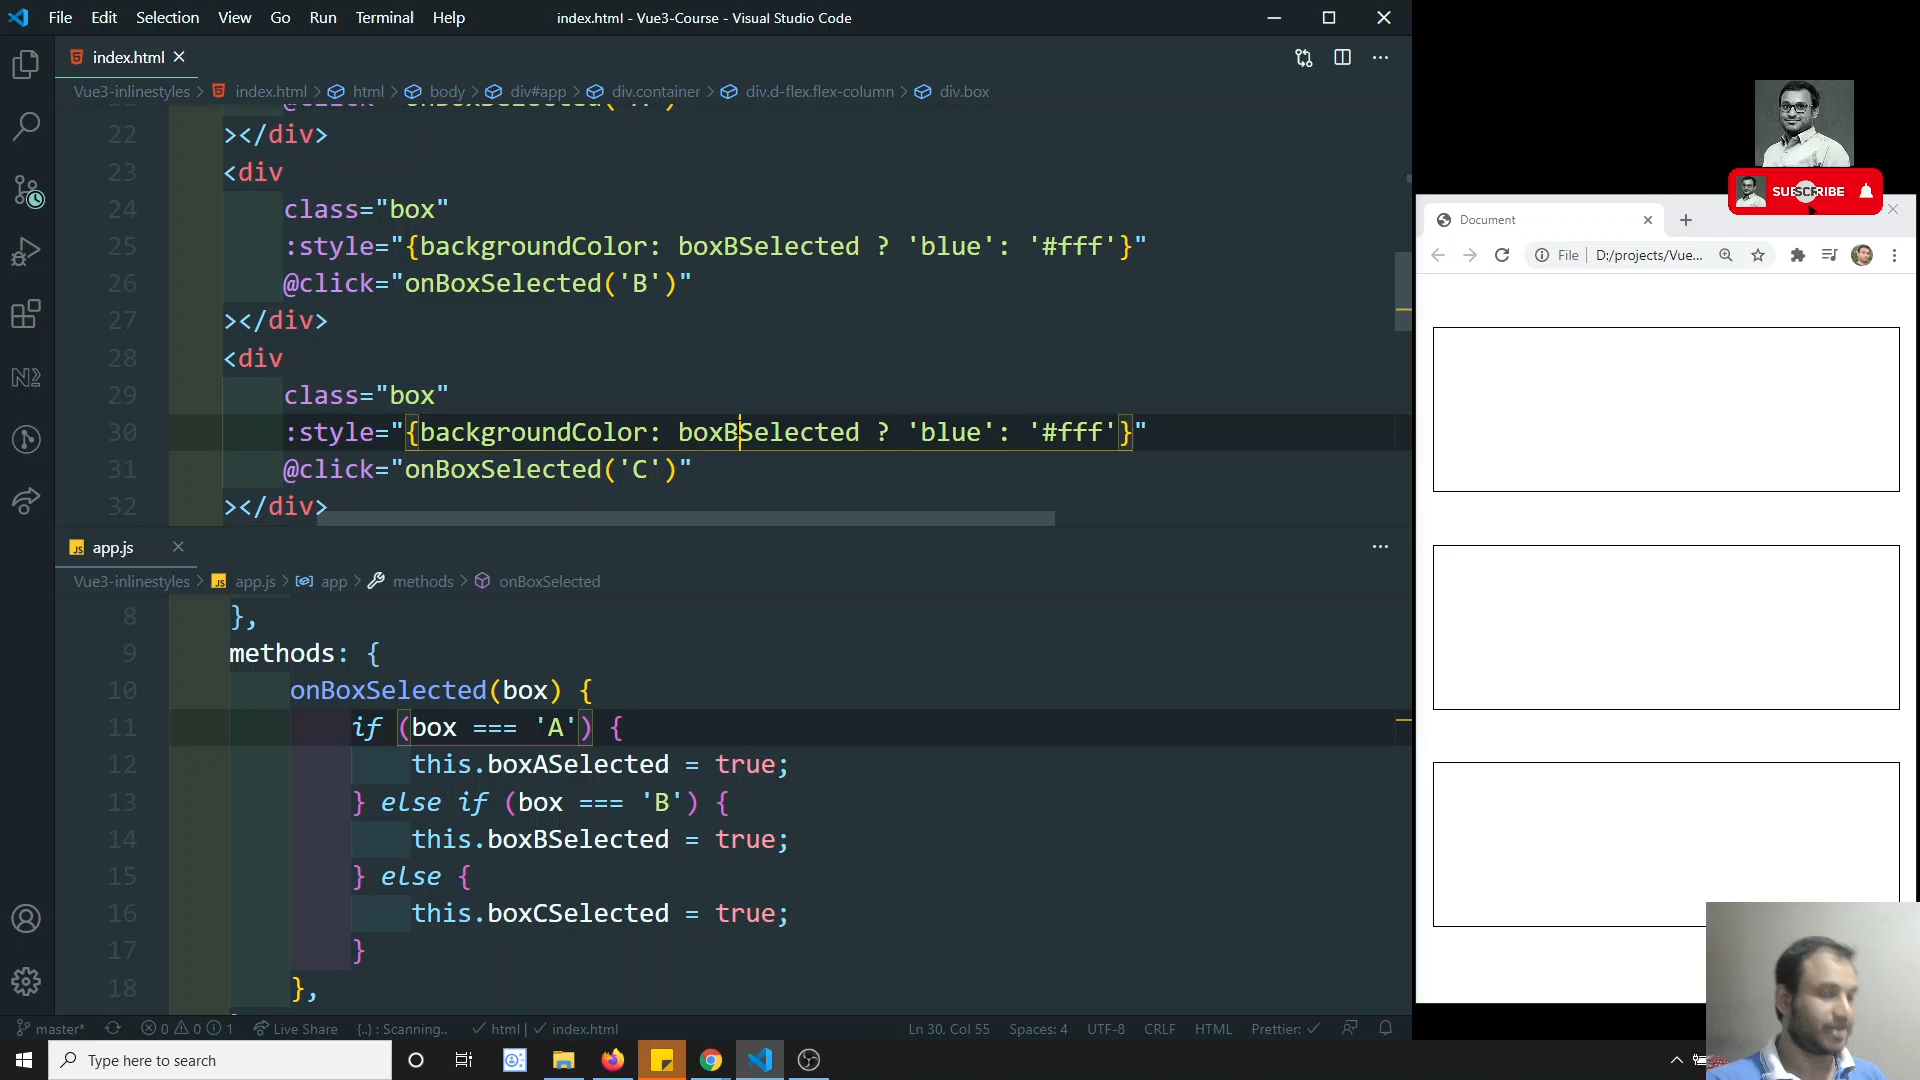 File Edit Selection View Go Run Terminal Help
index.html - Vue3-Course - Visual Studio Code
index.html
Vue3-inlinestyles > index.html > html > body > div#app > div.container > div.d-flex.flex-column > div.box
22 ></div>
23 <div
24 class="box"
25 :style="{backgroundColor: boxBSelected ? 'blue': '#fff'}"
26 @click="onBoxSelected('B')"
27 ></div>
28 <div
29 class="box"
30 :style="{backgroundColor: boxBSelected ? 'blue': '#fff'}"
31 @click="onBoxSelected('C')"
32 ></div>
JS app.js
Vue3-inlinestyles > JS app.js > app > methods > onBoxSelected
8 },
9 methods: {
10 onBoxSelected(box) {
11 if (box === 'A') {
12 this.boxASelected = true;
13 } else if (box === 'B') {
14 this.boxBSelected = true;
15 } else {
16 this.boxCSelected = true;
17 }
18 },
master* 0 0 1 Live Share {..} : Scanning.. html | index.html Ln 30, Col 55 Spaces: 4 UTF-8 CRLF HTML Prettier:
Type here to search
SUBSCRIBE
Document
File D:/projects/Vue...